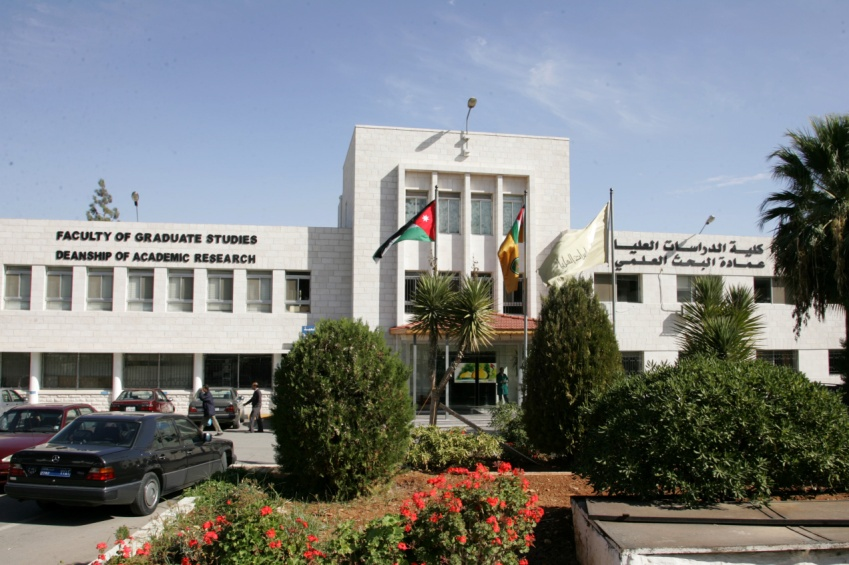 FACULTY OF GRADUATE STUDIES
DEANSHIP OF ACADEMIC RESEARCH
كلية الدراسات العليا
عمادة البحث العلمي